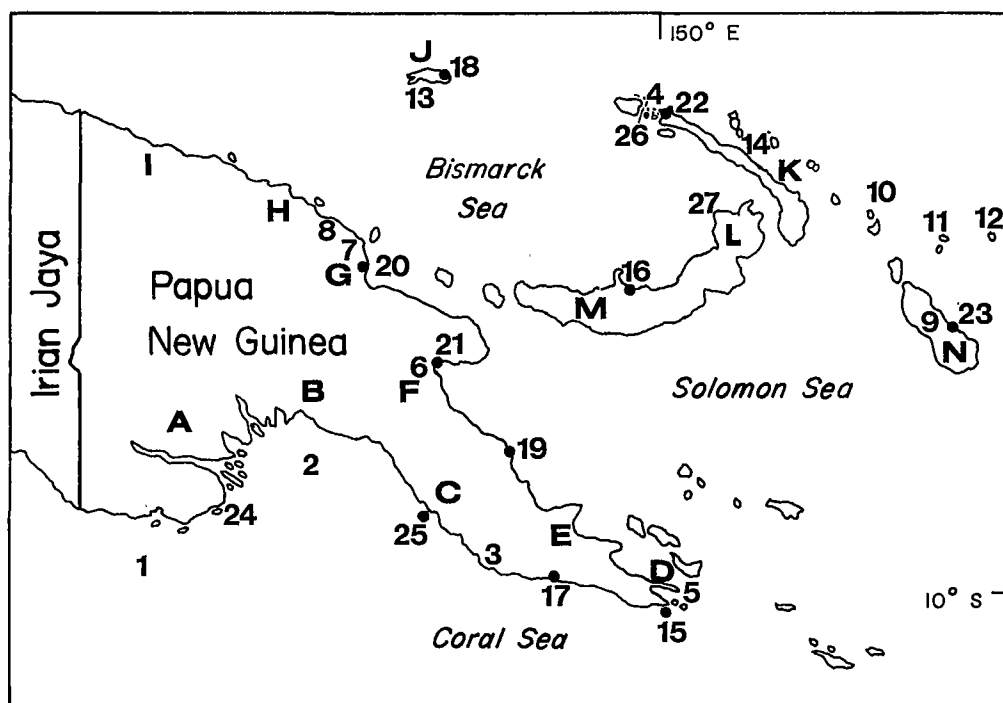 150° E
J
18
13
4
22
26
14
K
I
Bismarck
Sea
H
27
10
8
11
12
L
7
G
20
16
Irian Jaya
Papua
New Guinea
M
9
23
21
6
N
B
F
Solomon Sea
A
19
2
C
24
25
E
3
1
D
5
17
10° S
15
Coral Sea